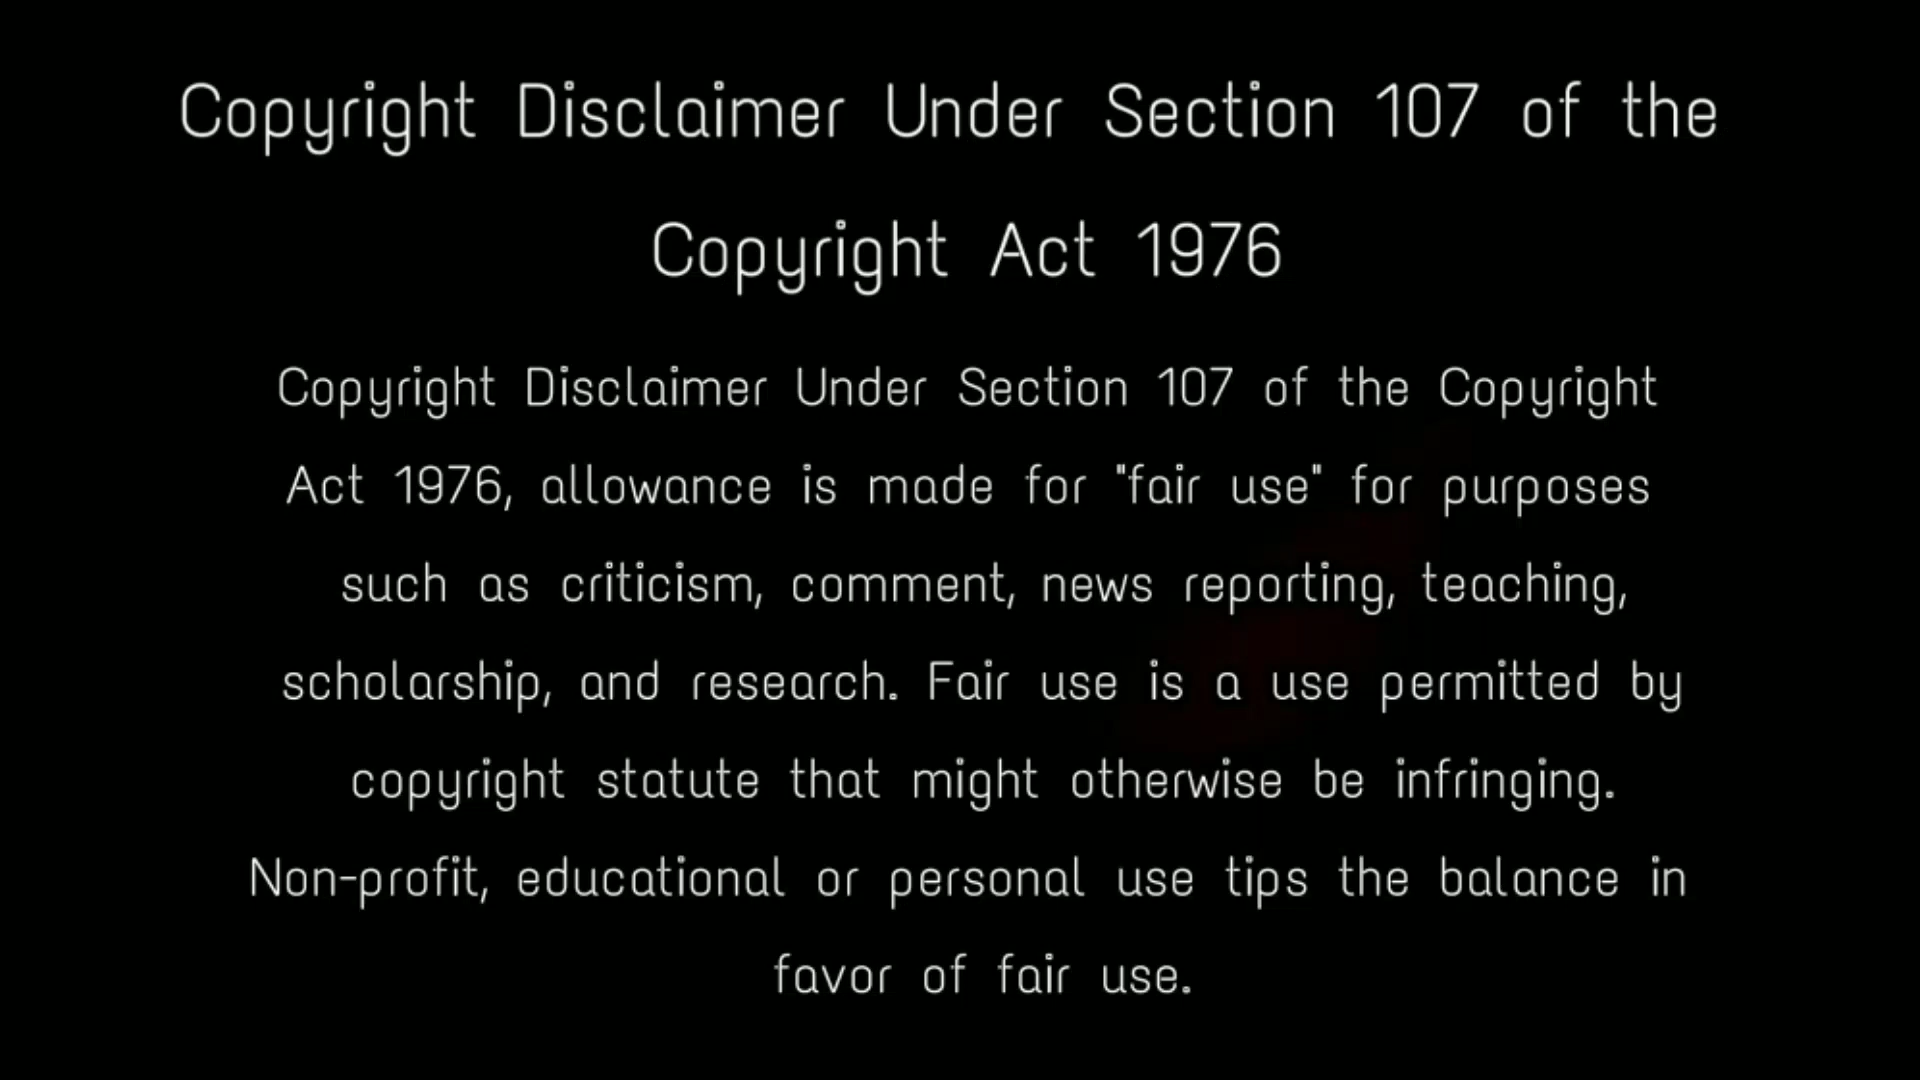 Copyright Disclaimer Under Section 107 of the
Copyright Act 1976
Copyright Disclaimer Under Section 107 of the Copyright
Act 1976, allowance is made for "fair use" for purposes
such as criticism, comment, news reporting, teaching,
scholarship, and research. Fair use is a use permitted by
copyright statute that might otherwise be infringing.
Non-profit, educational or personal use tips the balance in
favor of fair use.